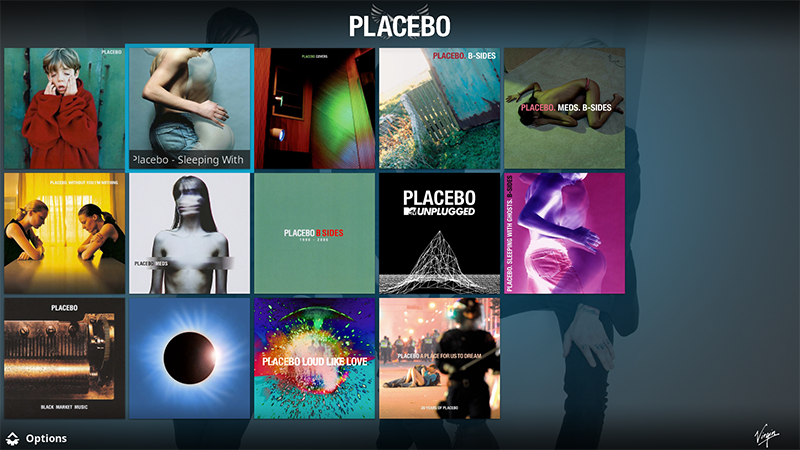 PLACEBO
PLACEBO
Placebo - Sleeping With
PLACEBO COVERS
PLACEBO. B-SIDES
PLACEBO. MEDS. B-SIDES
PLACEBO. WITHOUT YOU I'M NOTHING
PLACEBO MEDS
PLACEBO B SIDES
PLACEBO
MTV UNPLUGGED
PLACEBO. SLEEPING WITH GHOSTS. B-SIDES
PLACEBO
BLACK MARKET MUSIC
PLACEBO LOUD LIKE LOVE
PLACEBO A PLACE FOR US TO DREAM
20 YEARS OF PLACEBO
Options
Virgin